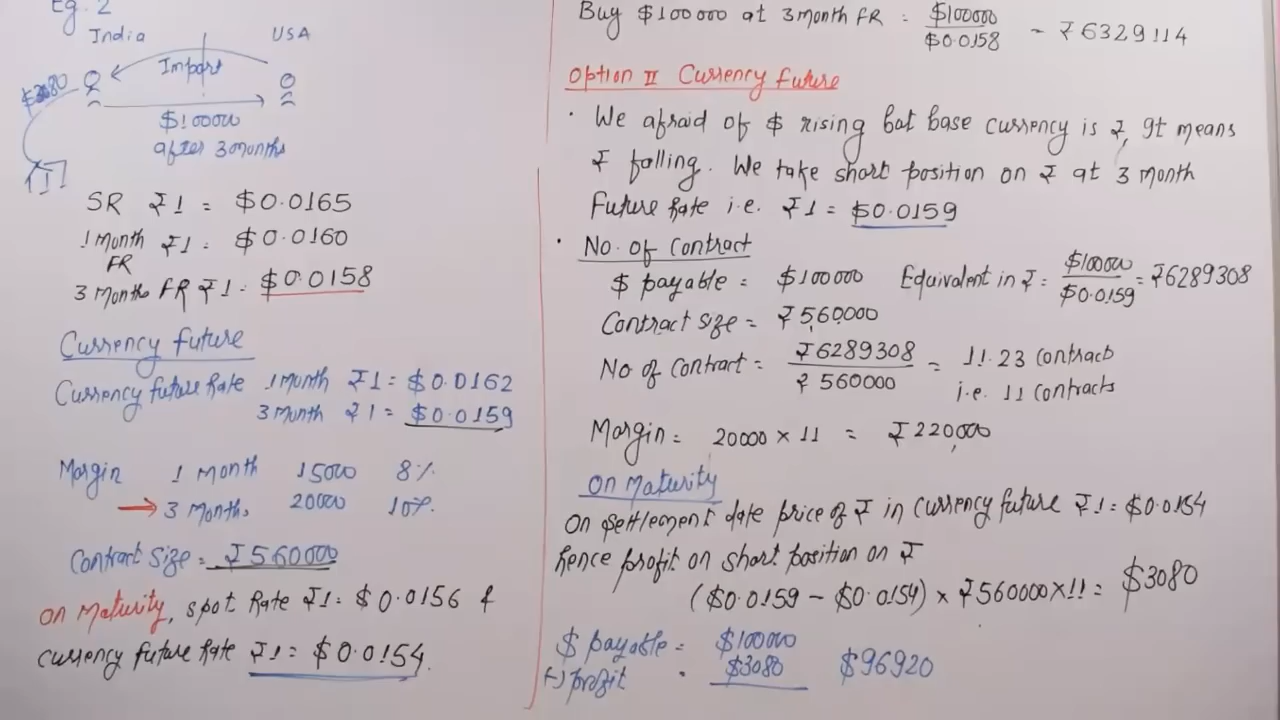 Eg. 2
India USA
Import
$3080
$100000
after 3 months
SR ₹1 = $0.0165
1 Month FR ₹1 = $0.0160
3 Months FR ₹1 = $0.0158
Currency future
Currency future Rate 1 month ₹1 = $0.0162
3 Month ₹1 = $0.0159
Margin 1 Month 15000 8%
→ 3 Months 20000 10%.
Contract Size = ₹560000
On Maturity, spot Rate ₹1 = $0.0156 &
currency future Rate ₹1 = $0.0154.
Buy $100000 at 3 month FR = $100000 / $0.0158 = ₹6329114
Option II Currency future
• We afraid of $ rising but base currency is ₹, It means
₹ falling. We take short position on ₹ at 3 month
Future Rate i.e. ₹1 = $0.0159
• No. of Contract
$ payable = $100000 Equivalent in ₹ = $100000 / $0.0159 = ₹6289308
Contract Size = ₹560000
No of Contract = ₹6289308 / ₹560000 = 11.23 contracts
i.e. 11 contracts
Margin = 20000 × 11 = ₹220,000
On Maturity
On settlement date price of ₹ in currency future ₹1 = $0.0154
hence profit on short position on ₹
($0.0159 - $0.0154) × ₹560000 × 11 = $3080
$ payable = $100000
(-) profit = $3080 $96920